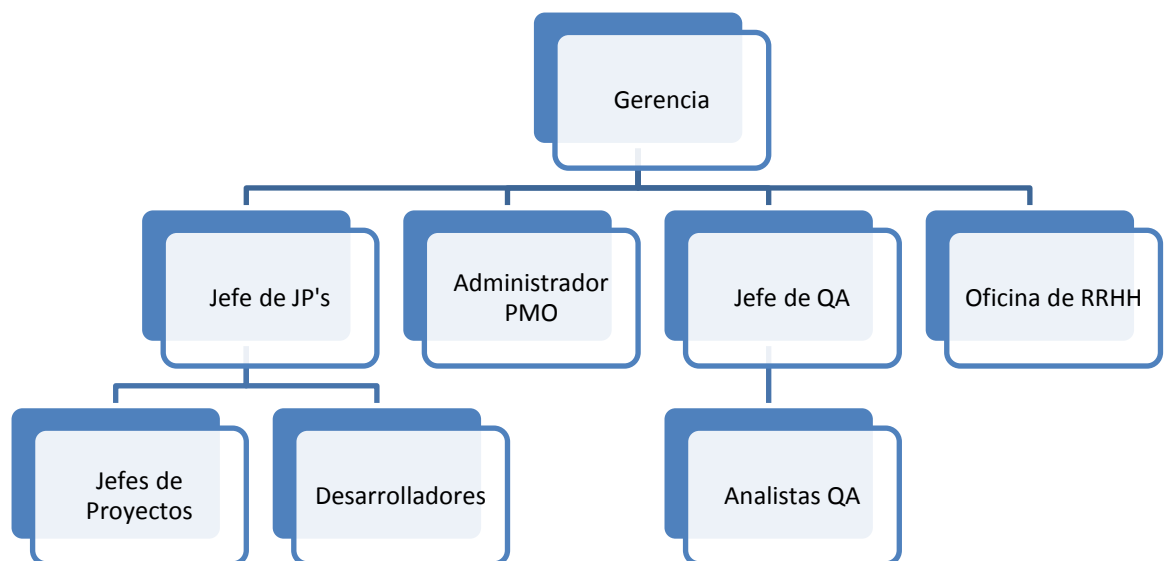 Gerencia
Jefe de JP's
Administrador
PMO
Jefe de QA
Oficina de RRHH
Jefes de
Proyectos
Desarrolladores
Analistas QA